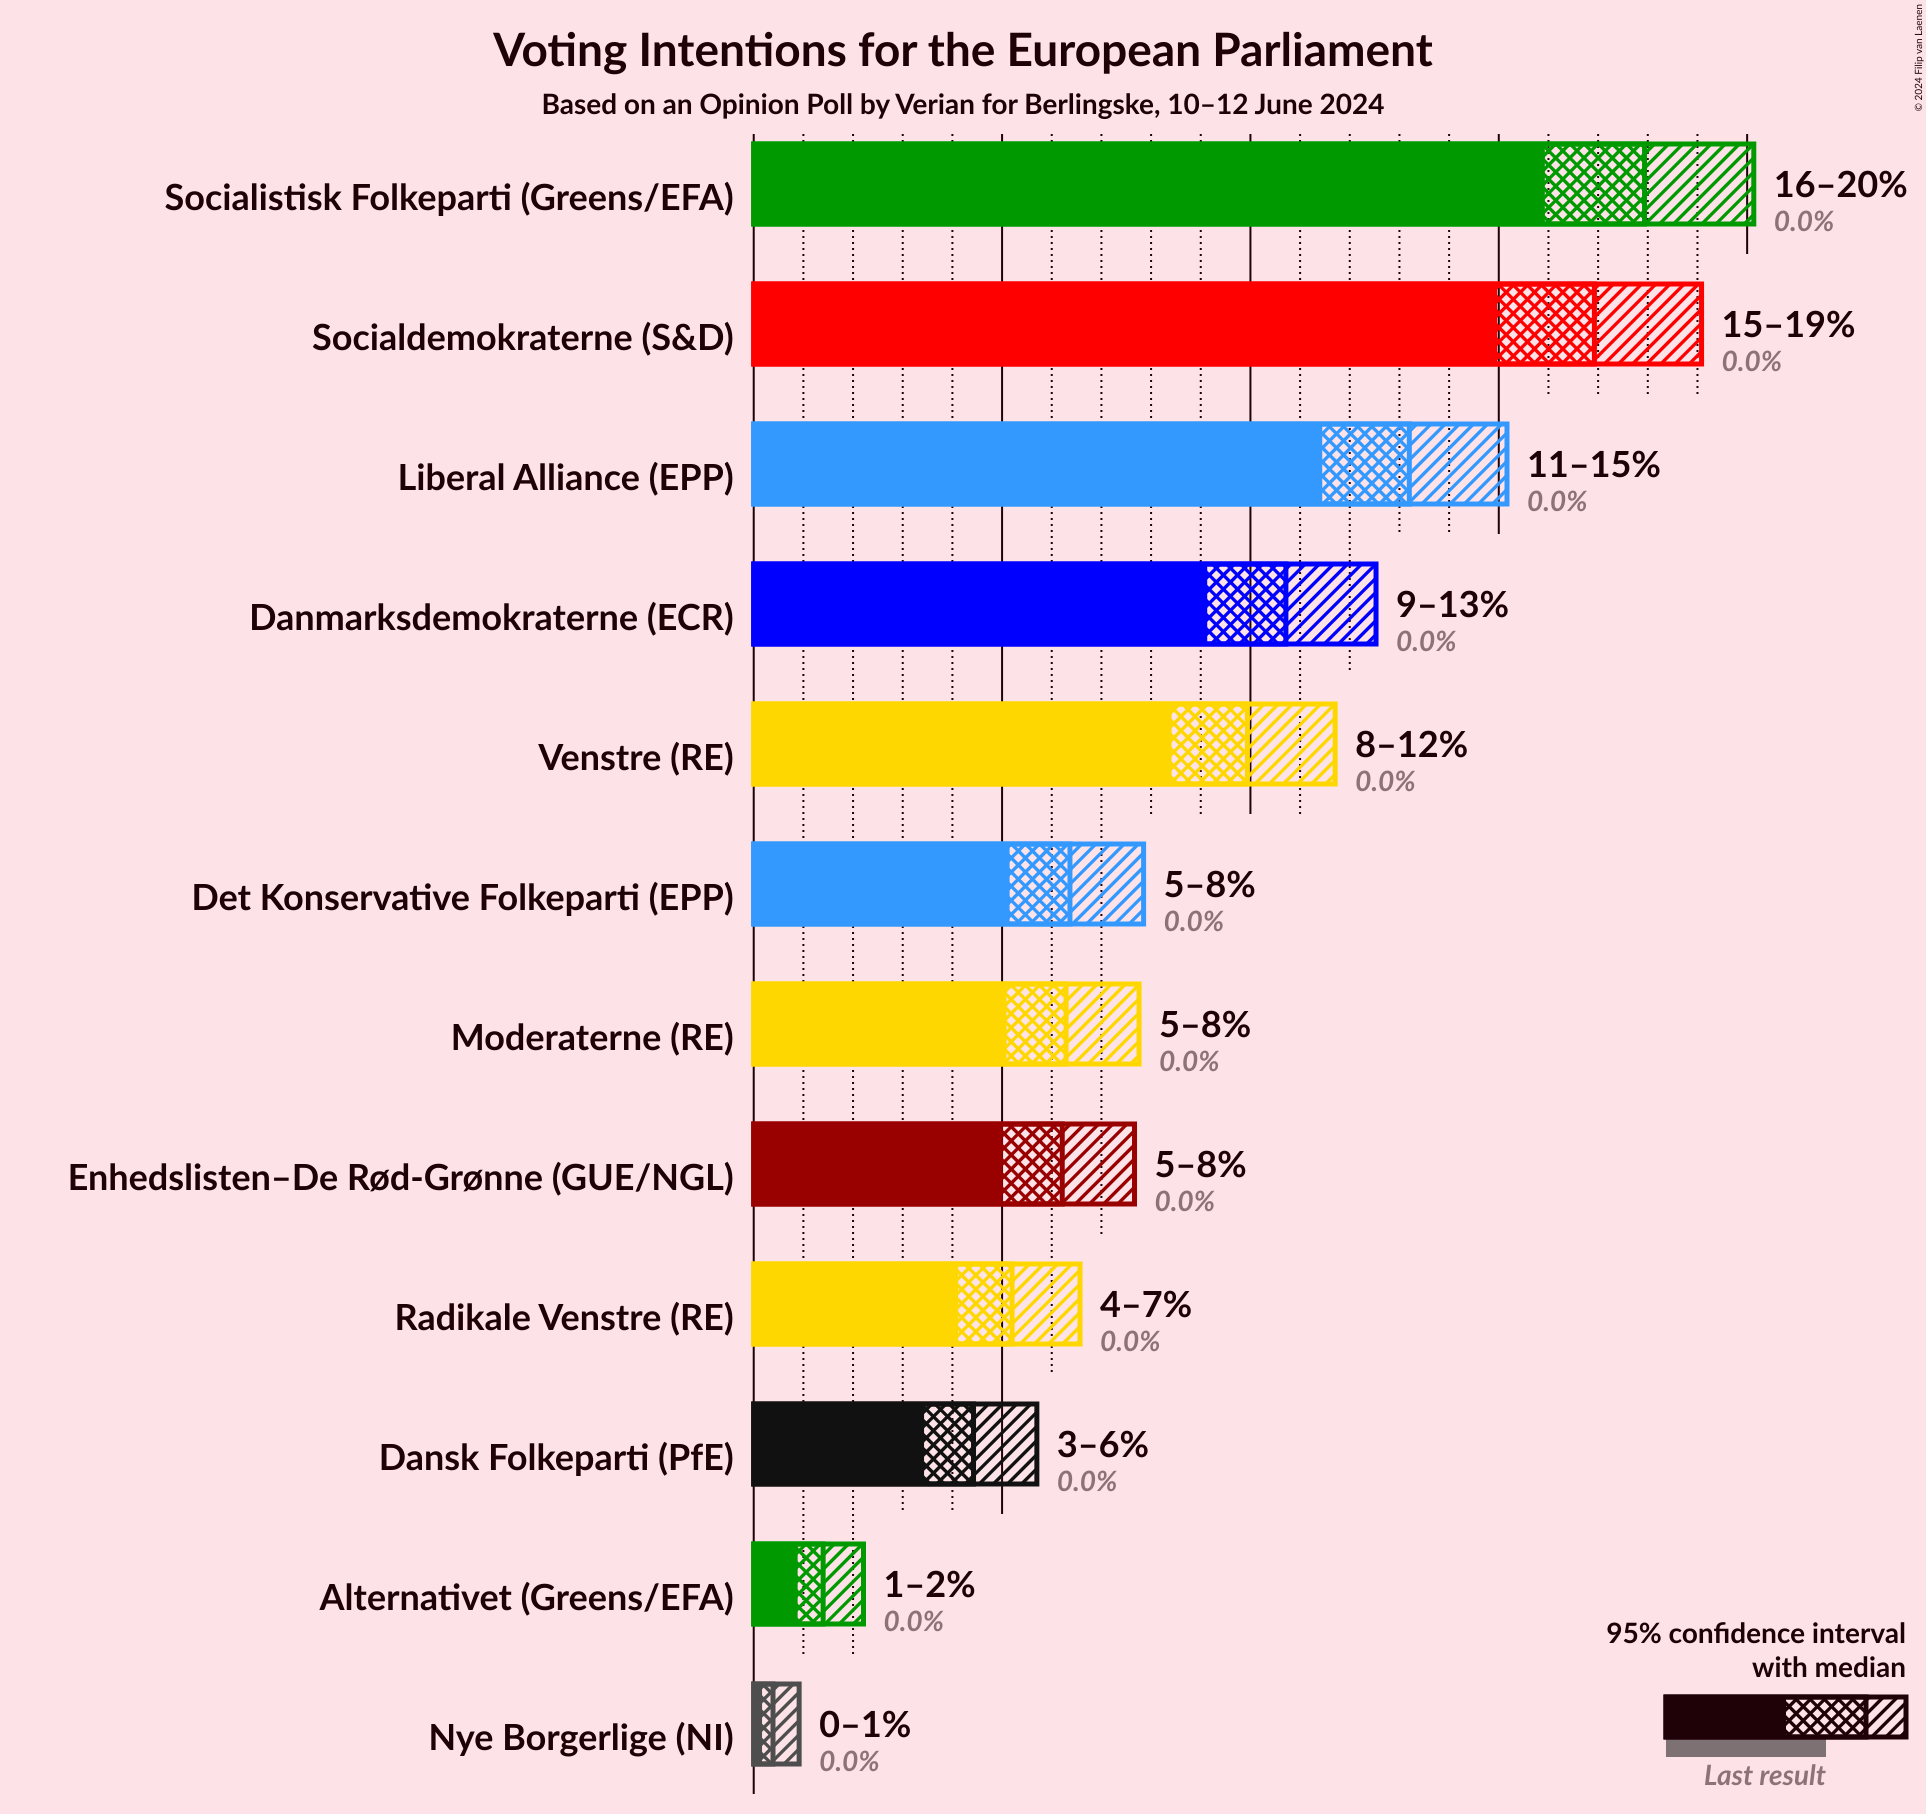 Voting Intentions for the European Parliament
Based on an Opinion Poll by Verian for Berlingske, 10–12 June 2024
© 2024 Filip van Laenen
Socialistisk Folkeparti (Greens/EFA)
16–20%
0.0%
Socialdemokraterne (S&D)
15–19%
0.0%
Liberal Alliance (EPP)
11–15%
0.0%
Danmarksdemokraterne (ECR)
9–13%
0.0%
Venstre (RE)
8–12%
0.0%
Det Konservative Folkeparti (EPP)
5–8%
0.0%
Moderaterne (RE)
5–8%
0.0%
Enhedslisten–De Rød-Grønne (GUE/NGL)
5–8%
0.0%
Radikale Venstre (RE)
4–7%
0.0%
Dansk Folkeparti (PfE)
3–6%
0.0%
Alternativet (Greens/EFA)
1–2%
0.0%
Nye Borgerlige (NI)
0–1%
0.0%
95% confidence interval
with median
Last result